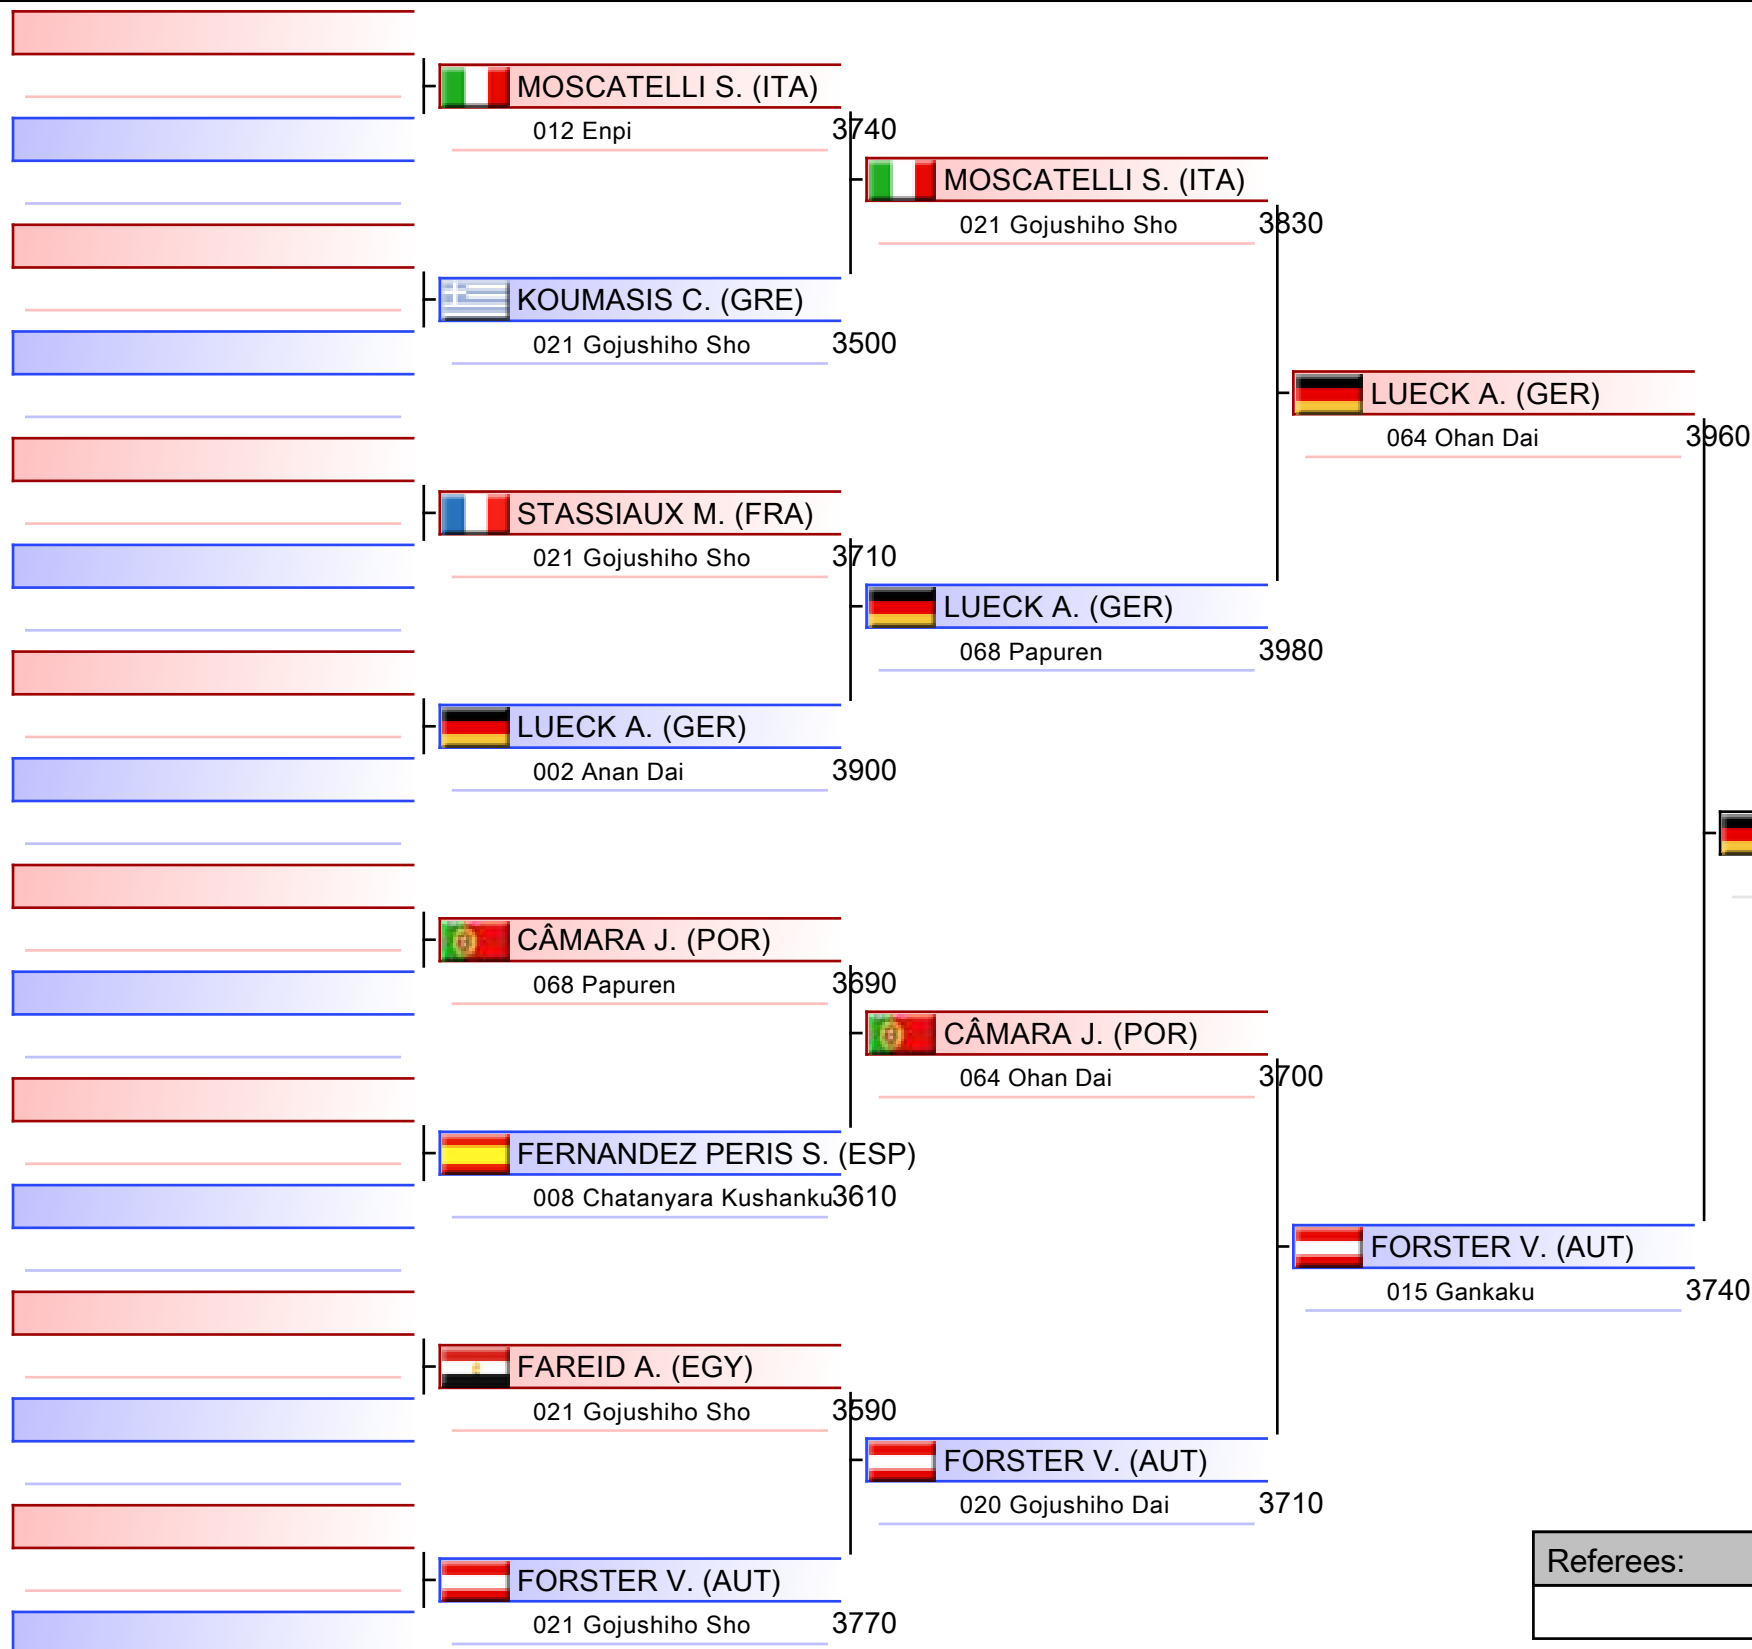 MOSCATELLI S. (ITA)
012 Enpi 3740
KOUMASIS C. (GRE)
021 Gojushiho Sho 3500
STASSIAUX M. (FRA)
021 Gojushiho Sho 3710
LUECK A. (GER)
002 Anan Dai 3900
CÂMARA J. (POR)
068 Papuren 3690
FERNANDEZ PERIS S. (ESP)
008 Chatanyara Kushanku 3610
FAREID A. (EGY)
021 Gojushiho Sho 3590
FORSTER V. (AUT)
021 Gojushiho Sho 3770
MOSCATELLI S. (ITA)
021 Gojushiho Sho 3830
LUECK A. (GER)
068 Papuren 3980
CÂMARA J. (POR)
064 Ohan Dai 3700
FORSTER V. (AUT)
020 Gojushiho Dai 3710
LUECK A. (GER)
064 Ohan Dai 3960
FORSTER V. (AUT)
015 Gankaku 3740
Referees: